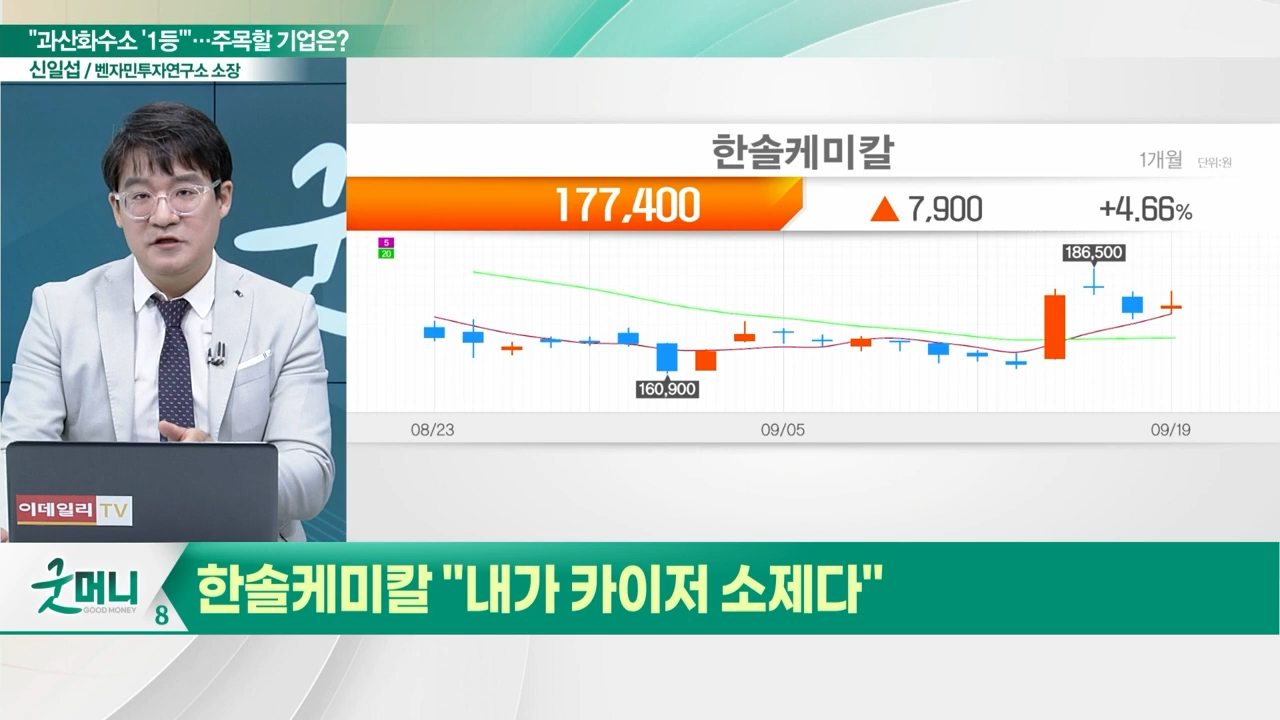 "과산화수소 '1등'"…주목할 기업은?
신일섭 / 벤자민투자연구소 소장
한솔케미칼
1개월 단위:원
177,400 ▲ 7,900 +4.66%
5
20
186,500
160,900
08/23 09/05 09/19
이데일리 TV
굿머니
GOOD MONEY
8
한솔케미칼 "내가 카이저 소제다"